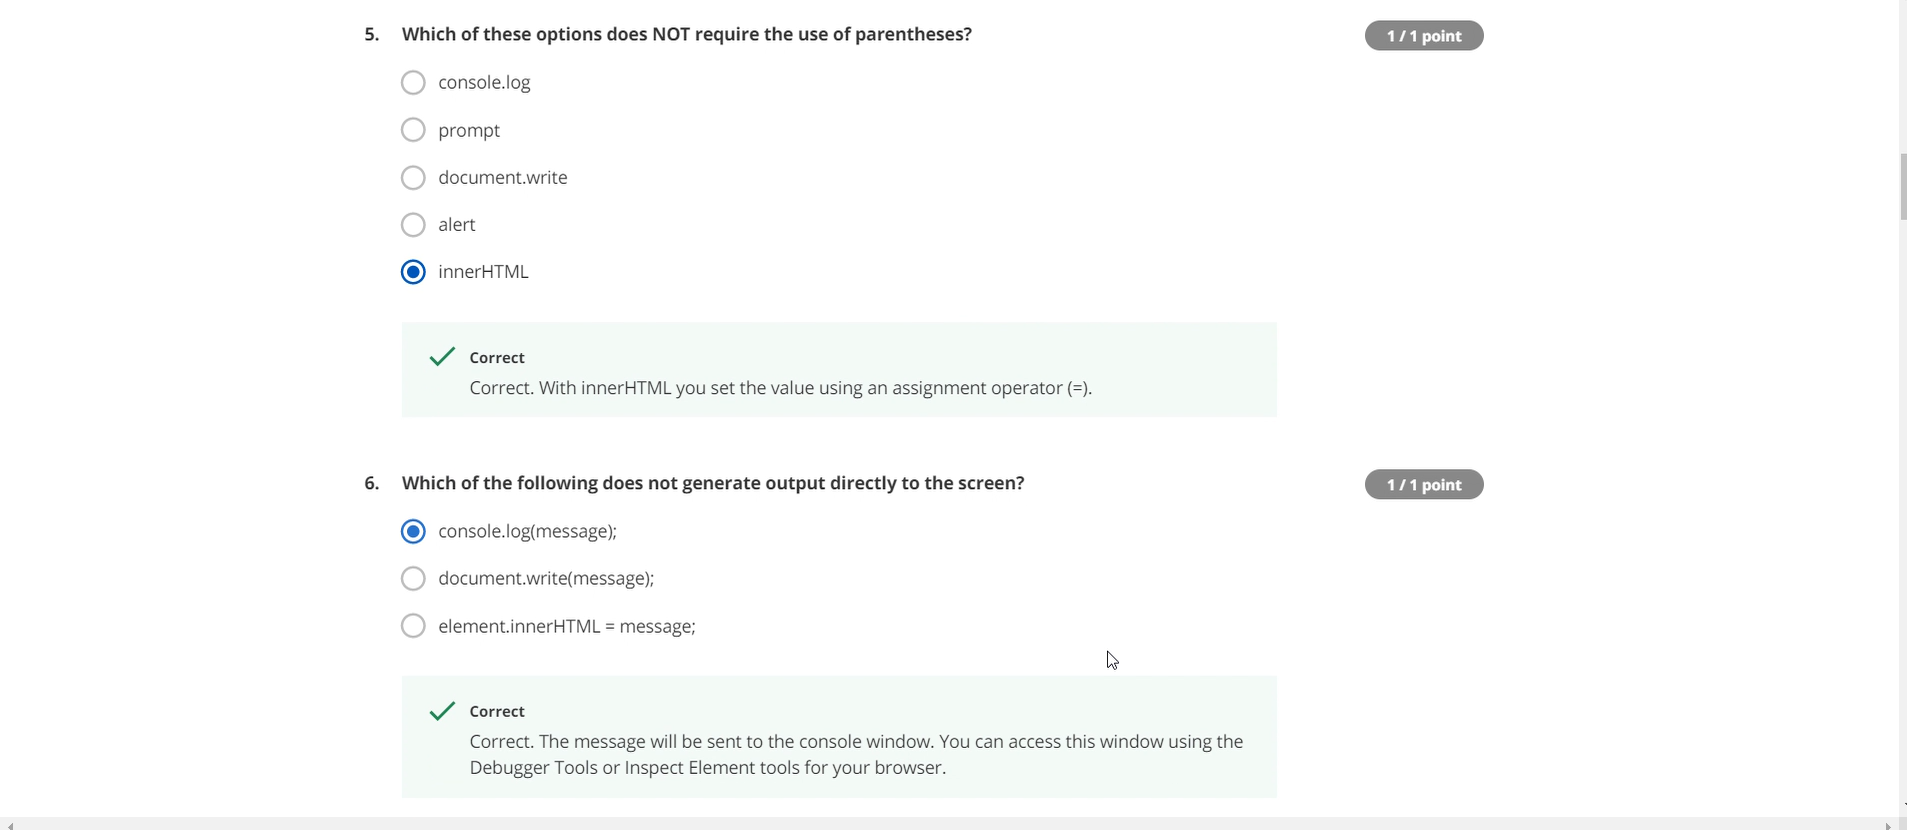 5. Which of these options does NOT require the use of parentheses?
1 / 1 point
console.log
prompt
document.write
alert
innerHTML
Correct
Correct. With innerHTML you set the value using an assignment operator (=).
6. Which of the following does not generate output directly to the screen?
1 / 1 point
console.log(message);
document.write(message);
element.innerHTML = message;
Correct
Correct. The message will be sent to the console window. You can access this window using the
Debugger Tools or Inspect Element tools for your browser.